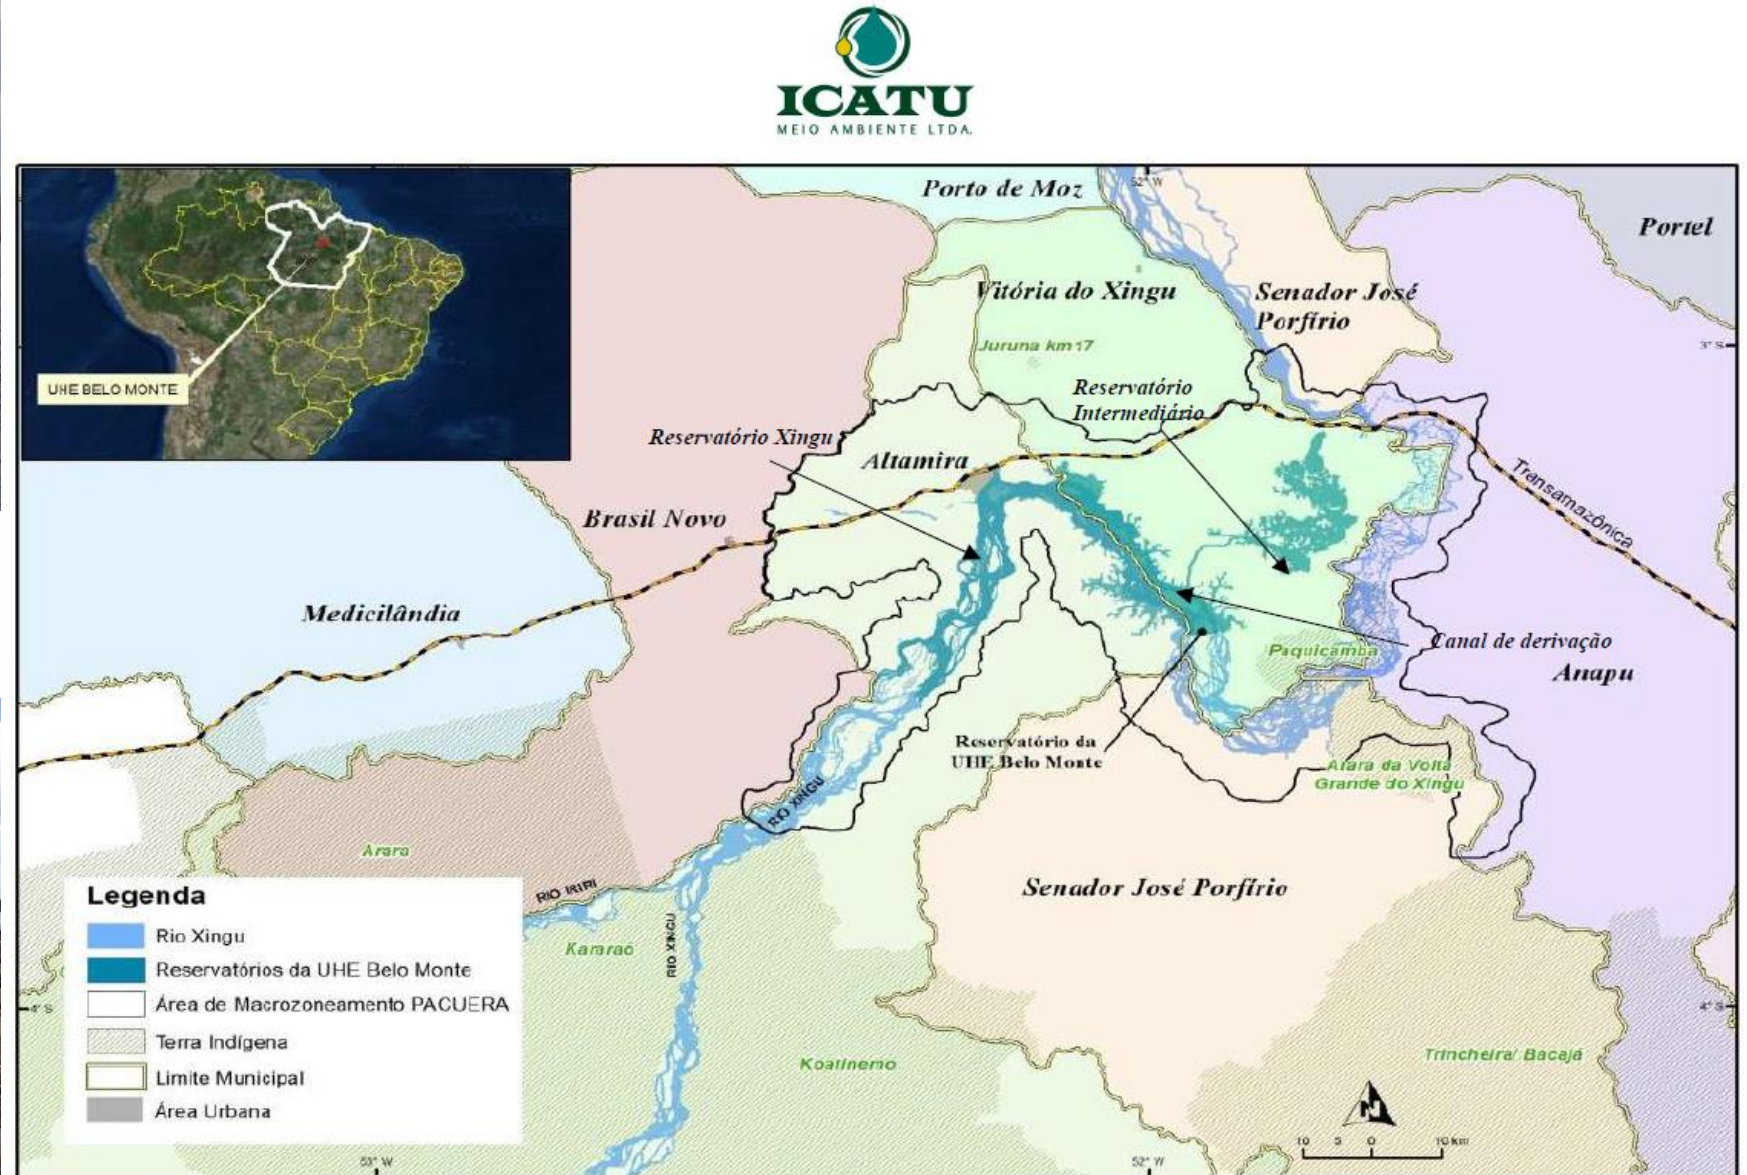 ICATU
MEIO AMBIENTE LTDA.
Porto de Moz
52° W
Portel
Vitória do Xingu
Senador José
Porfírio
Juruna km 17
3° S
UHE BELO MONTE
Reservatório
Intermediário
Reservatório Xingu
Altamira
Transamazônica
Brasil Novo
Medicilândia
Canal de derivação
Paquicamba
Anapu
Reservatório da
UHE Belo Monte
Arara da Volta
Grande do Xingu
RIO XINGU
Arara
RIO IRIRI
Senador José Porfírio
Kararaô
RIO XINGU
Legenda
Rio Xingu
Reservatórios da UHE Belo Monte
Área de Macrozoneamento PACUERA
Terra Indígena
Limite Municipal
Área Urbana
4° S
4° S
Koatinemo
Trincheira/ Bacajá
N
10 5 0 10 km
53° W
52° W